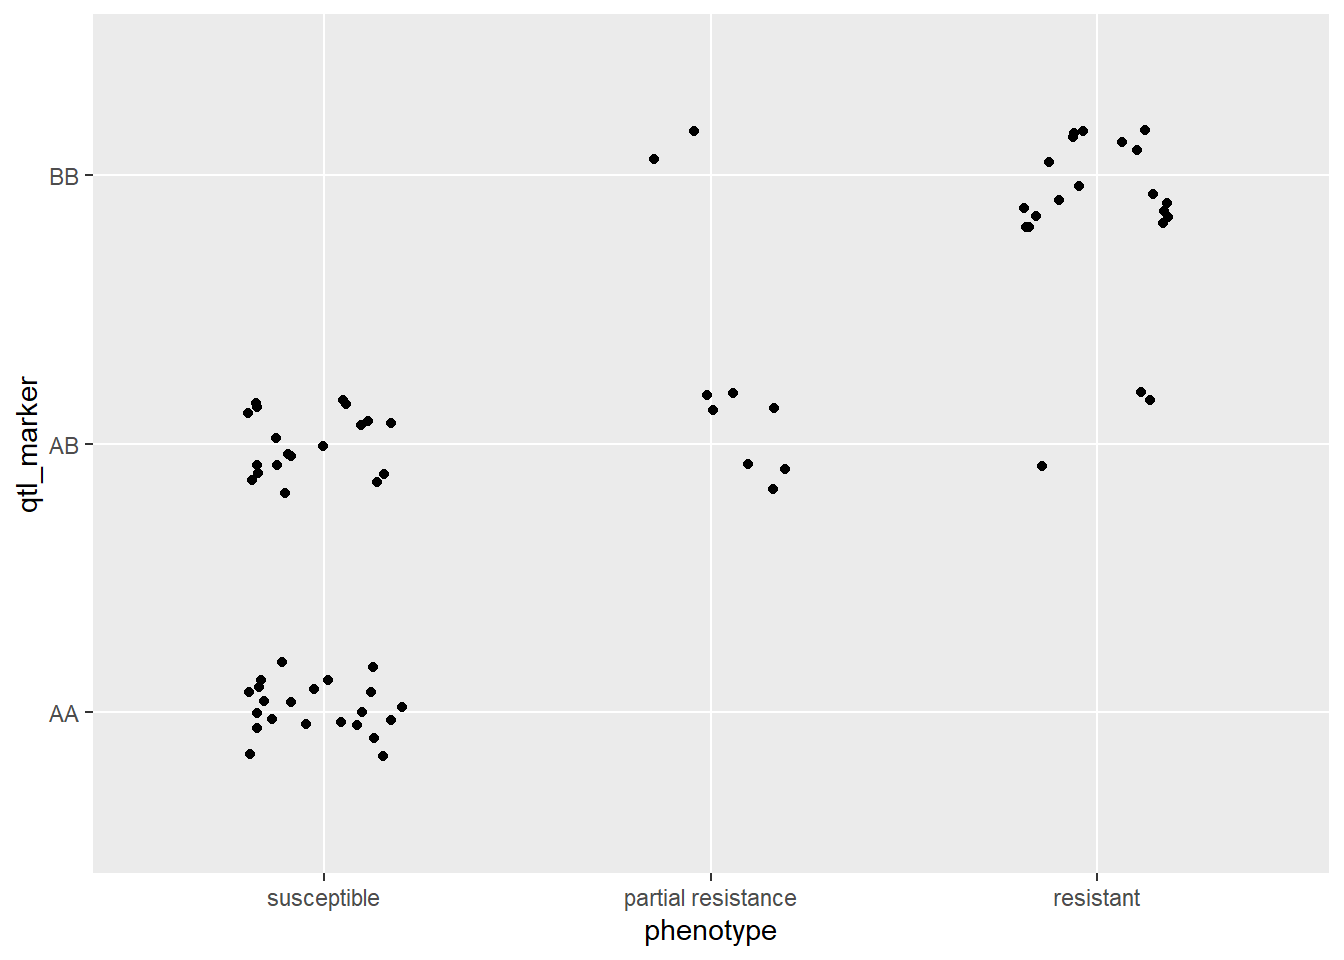 qtl_marker
BB
AB
AA
susceptible partial resistance resistant
phenotype